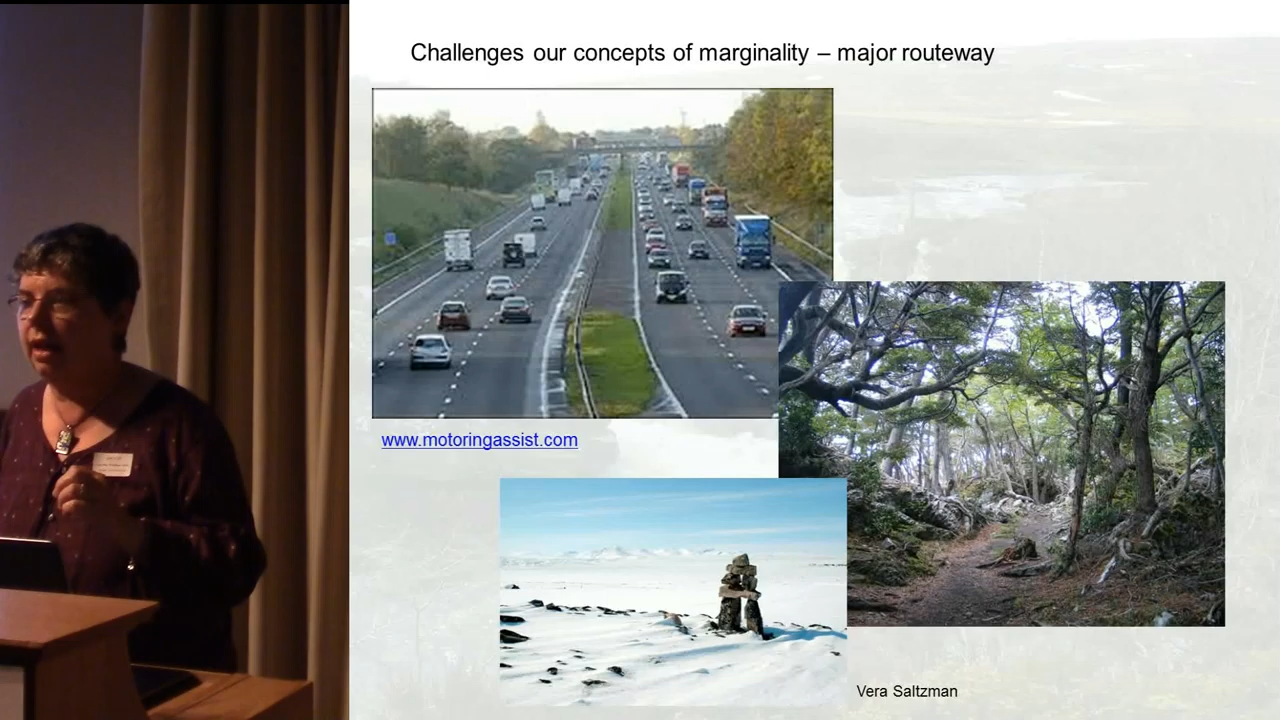 Challenges our concepts of marginality – major routeway
www.motoringassist.com
Vera Saltzman